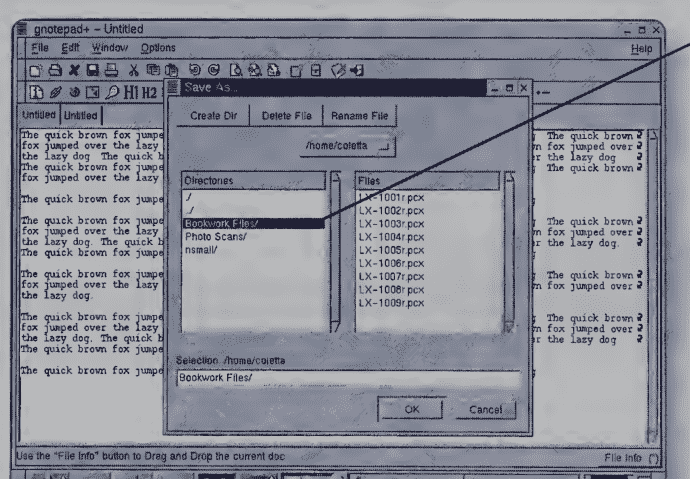 gnotepad+ - Untitled
File Edit Window Options Help
H1 H2
Save As...
Untitled Untitled
Create Dir Delete File Rename File
/home/coletta
The quick brown fox jumpe
fox jumped over the lazy
the lazy dog. The quick b
The quick brown fox jumpe
fox jumped over the lazy
The quick brown fox jumpe
The quick brown fox jumpe
fox jumped over the lazy
the lazy dog. The quick b
The quick brown fox jumpe
The quick brown fox jumpe
fox jumped over the lazy
the lazy dog.
The quick brown fox jumpe
fox jumped over the lazy
the lazy dog. The quick b
The quick brown fox jumpe
The quick brown fox jumpe
Directories
./
../
Bookwork Files/
Photo Scans/
nsmail/
Files
LX-1001r.pcx
LX-1002r.pcx
LX-1003r.pcx
LX-1004r.pcx
LX-1005r.pcx
LX-1006r.pcx
LX-1007r.pcx
LX-1008r.pcx
LX-1009r.pcx
The quick brown
fox jumped over
the lazy dog
The quick brown
The quick brown
fox jumped over
the lazy dog.
The quick brown
fox jumped over
The quick brown
fox jumped over
the lazy dog
Selection: /home/coletta
Bookwork Files/
OK Cancel
Use the "File Info" button to Drag and Drop the current doc
File Info (*)